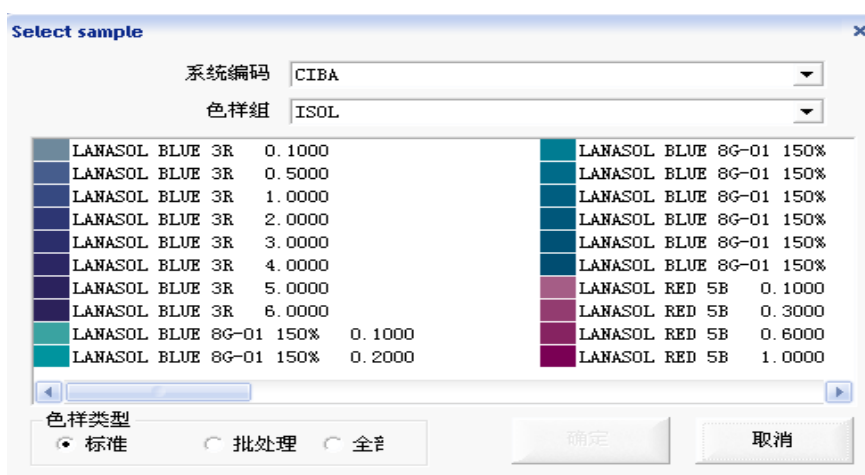 Select sample
系统编码 CIBA
色样组 ISOL
LANASOL BLUE 3R 0.1000
LANASOL BLUE 3R 0.5000
LANASOL BLUE 3R 1.0000
LANASOL BLUE 3R 2.0000
LANASOL BLUE 3R 3.0000
LANASOL BLUE 3R 4.0000
LANASOL BLUE 3R 5.0000
LANASOL BLUE 3R 6.0000
LANASOL BLUE 8G-01 150% 0.1000
LANASOL BLUE 8G-01 150% 0.2000
LANASOL BLUE 8G-01 150%
LANASOL BLUE 8G-01 150%
LANASOL BLUE 8G-01 150%
LANASOL BLUE 8G-01 150%
LANASOL BLUE 8G-01 150%
LANASOL BLUE 8G-01 150%
LANASOL RED 5B 0.1000
LANASOL RED 5B 0.3000
LANASOL RED 5B 0.6000
LANASOL RED 5B 1.0000
色样类型
标准 批处理 全
确定 取消